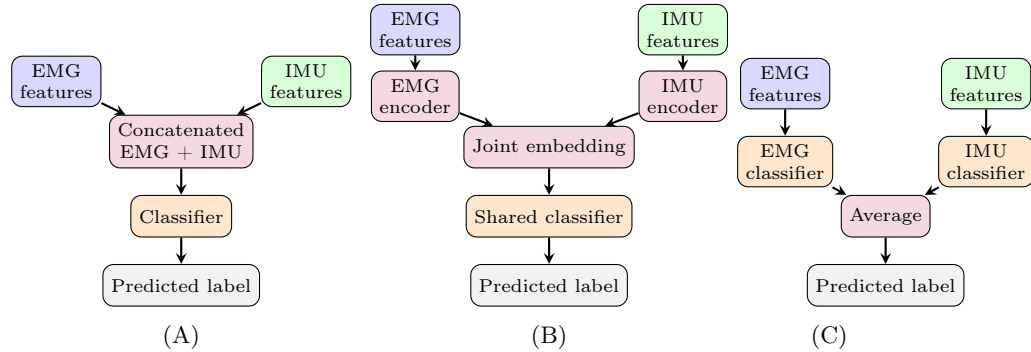 EMG
features
IMU
features
Concatenated
EMG + IMU
Classifier
Predicted label
(A)
EMG
features
IMU
features
EMG
encoder
IMU
encoder
Joint embedding
Shared classifier
Predicted label
(B)
EMG
features
IMU
features
EMG
classifier
IMU
classifier
Average
Predicted label
(C)